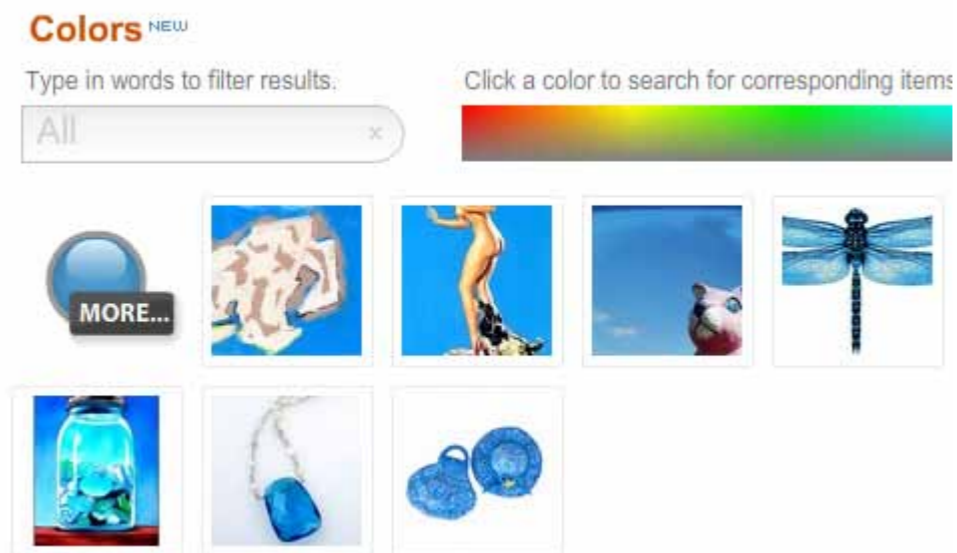 Colors NEW
Type in words to filter results.
Click a color to search for corresponding items
All ×
MORE...